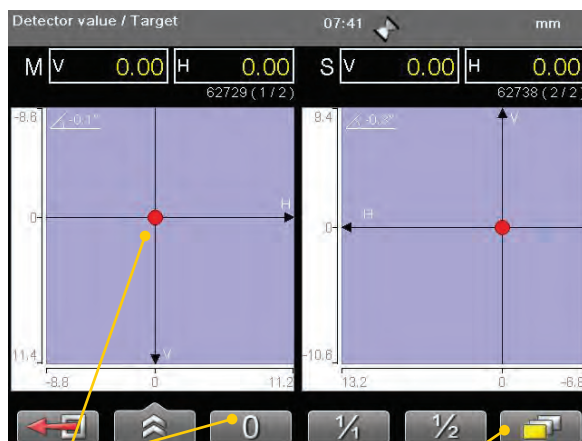 Detector value / Target 07:41 mm
M V 0.00 H 0.00 S V 0.00 H 0.00
62729 ( 1 / 2 ) 62738 ( 2 / 2 )
-8.6 -0.1° 9.4 V
0 H H 0
11.4 V -10.6
-8.8 0 11.2 13.2 0 -6.8
0 1/1 1/2